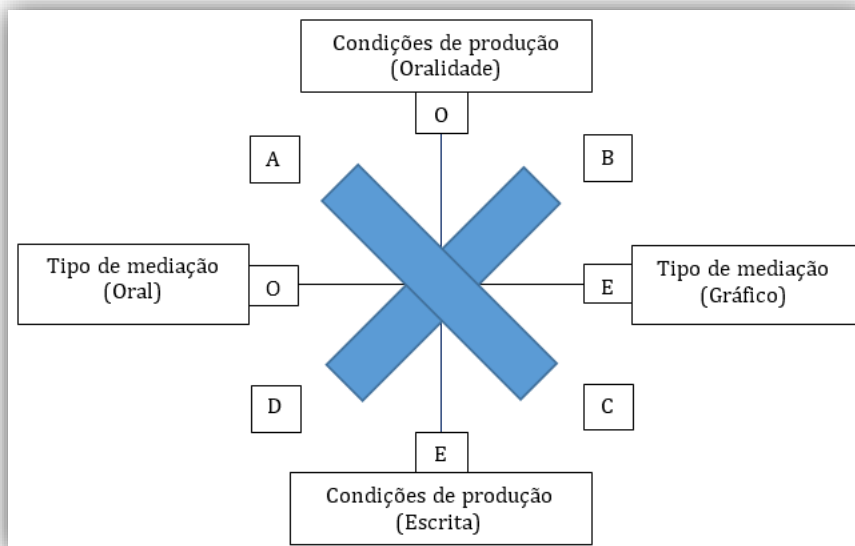 Condições de produção
(Oralidade)
O
A
B
Tipo de mediação
(Oral)
O
E
Tipo de mediação
(Gráfico)
D
C
E
Condições de produção
(Escrita)